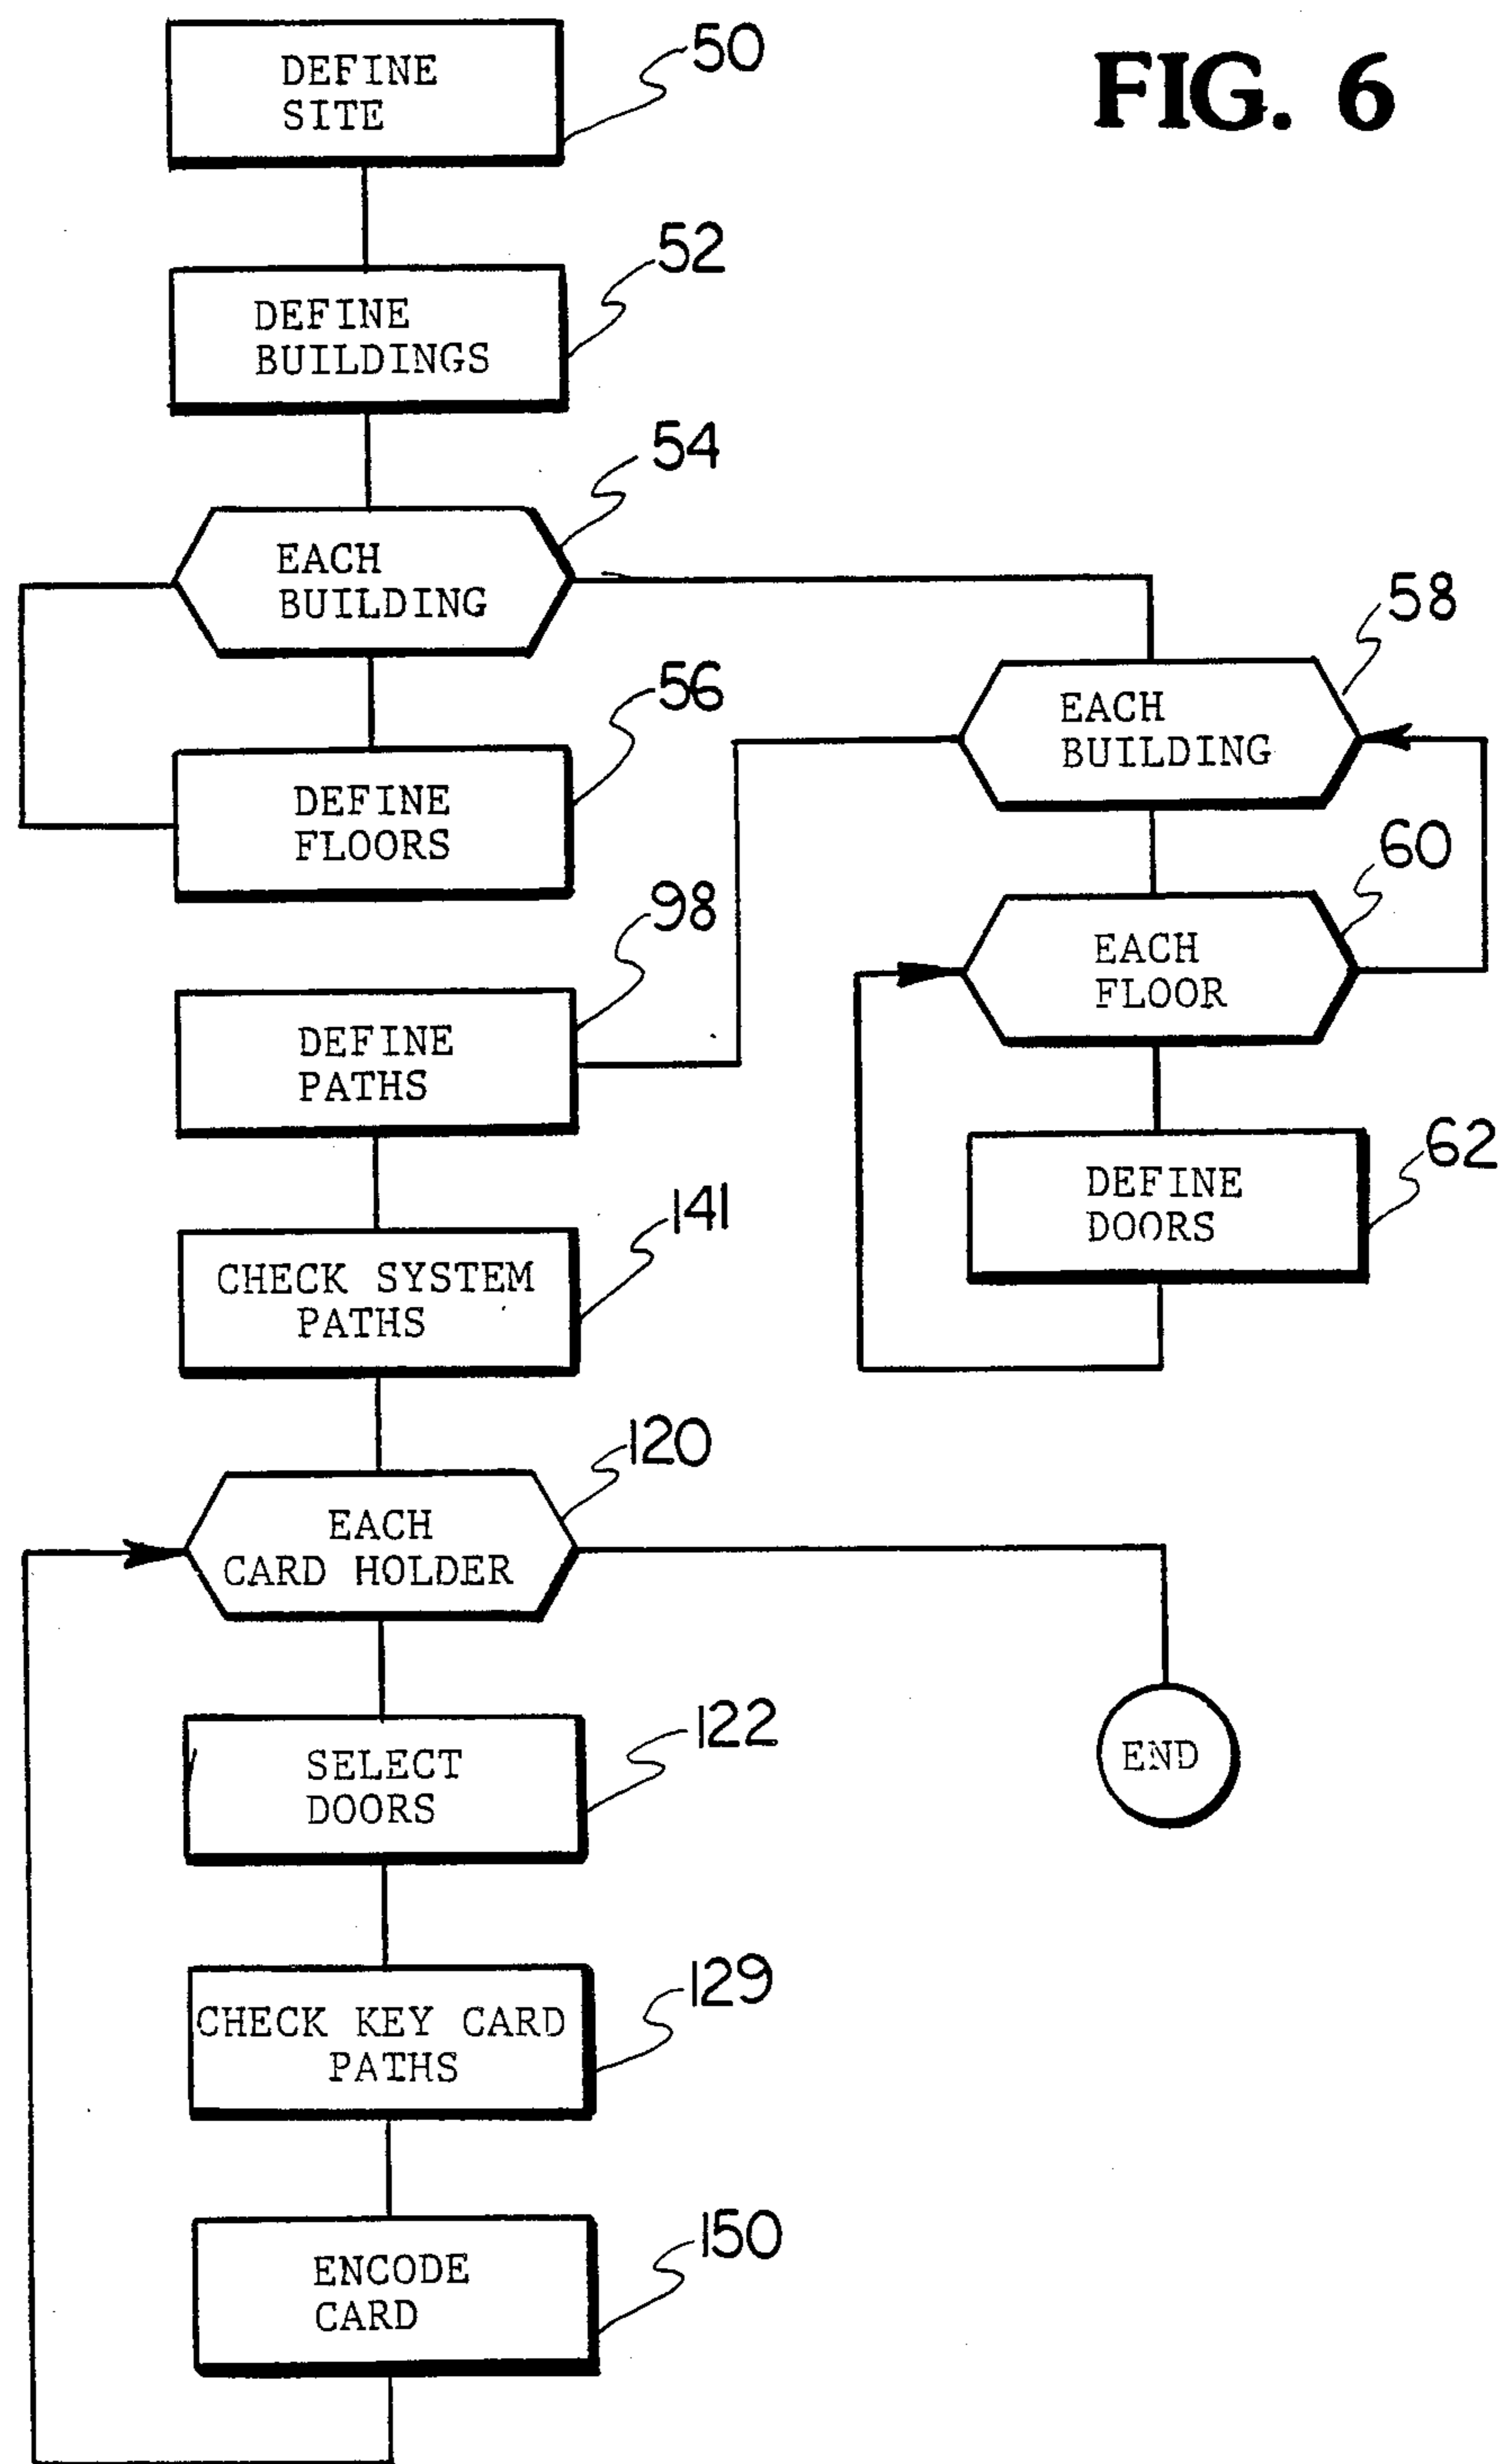 FIG. 6
DEFINE
SITE
50
DEFINE
BUILDINGS
52
EACH
BUILDING
54
DEFINE
FLOORS
56
EACH
BUILDING
58
EACH
FLOOR
60
DEFINE
DOORS
62
DEFINE
PATHS
98
CHECK SYSTEM
PATHS
141
EACH
CARD HOLDER
120
SELECT
DOORS
122
END
CHECK KEY CARD
PATHS
129
ENCODE
CARD
150